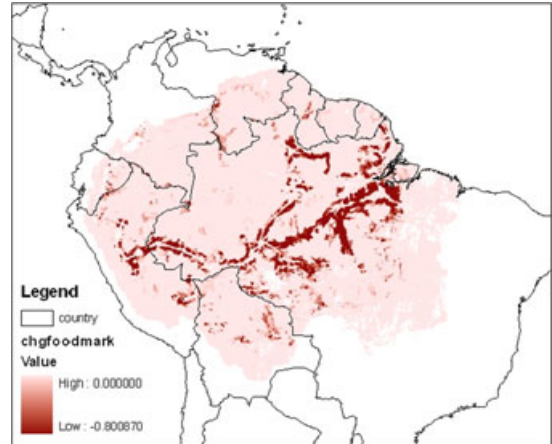 Legend
country
chgfoodmark
Value
High : 0.000000
Low : -0.800870